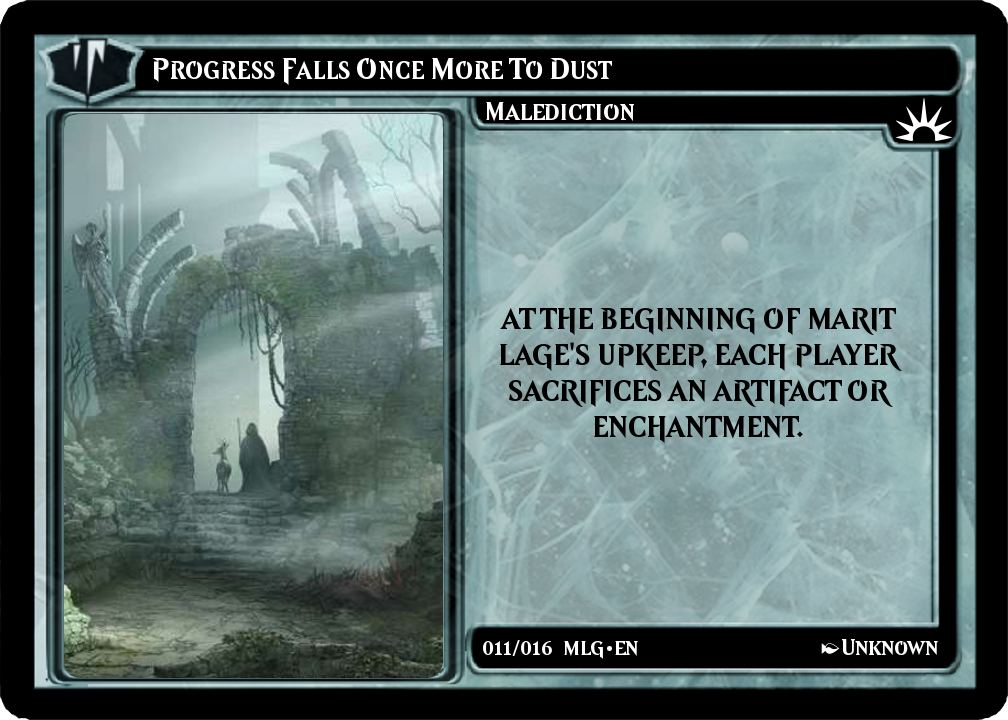 Progress Falls Once More To Dust
Malediction
AT THE BEGINNING OF MARIT
LAGE'S UPKEEP, EACH PLAYER
SACRIFICES AN ARTIFACT OR
ENCHANTMENT.
011/016 MLG•EN
Unknown